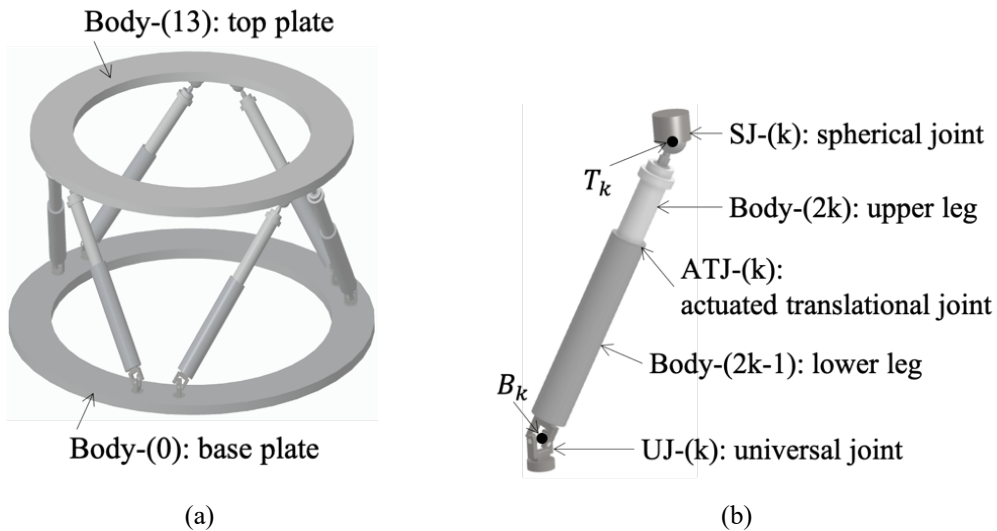 Body-(13): top plate
Body-(0): base plate
(a)
SJ-(k): spherical joint
T_k
Body-(2k): upper leg
ATJ-(k):
actuated translational joint
Body-(2k-1): lower leg
B_k
UJ-(k): universal joint
(b)